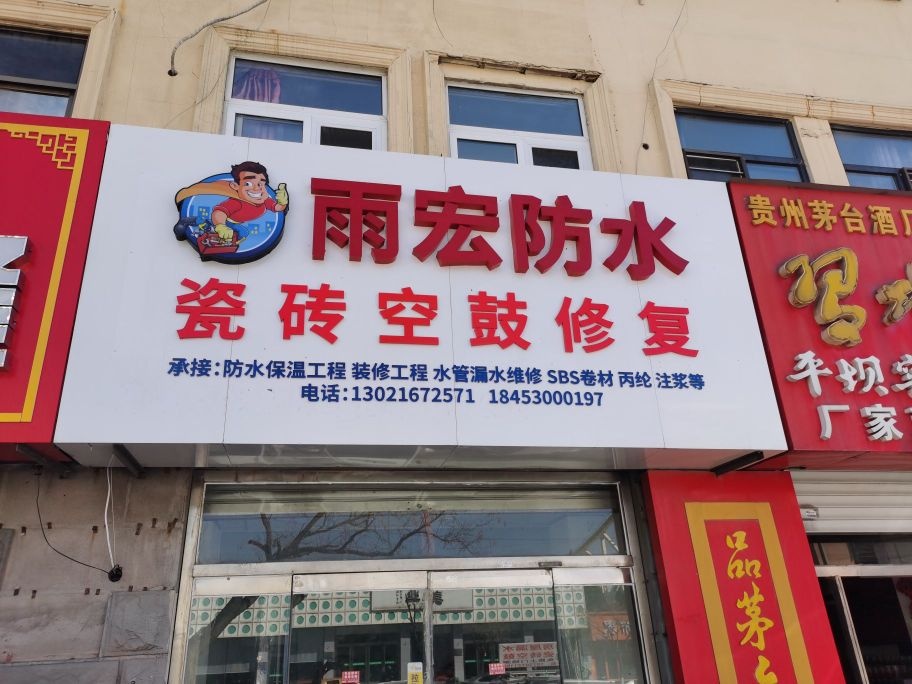 雨宏防水
瓷砖空鼓修复
承接:防水保温工程 装修工程 水管漏水维修 SBS卷材 丙纶 注浆等
电话:13021672571 18453000197
贵州茅台酒厂
平坝
厂家
品茅